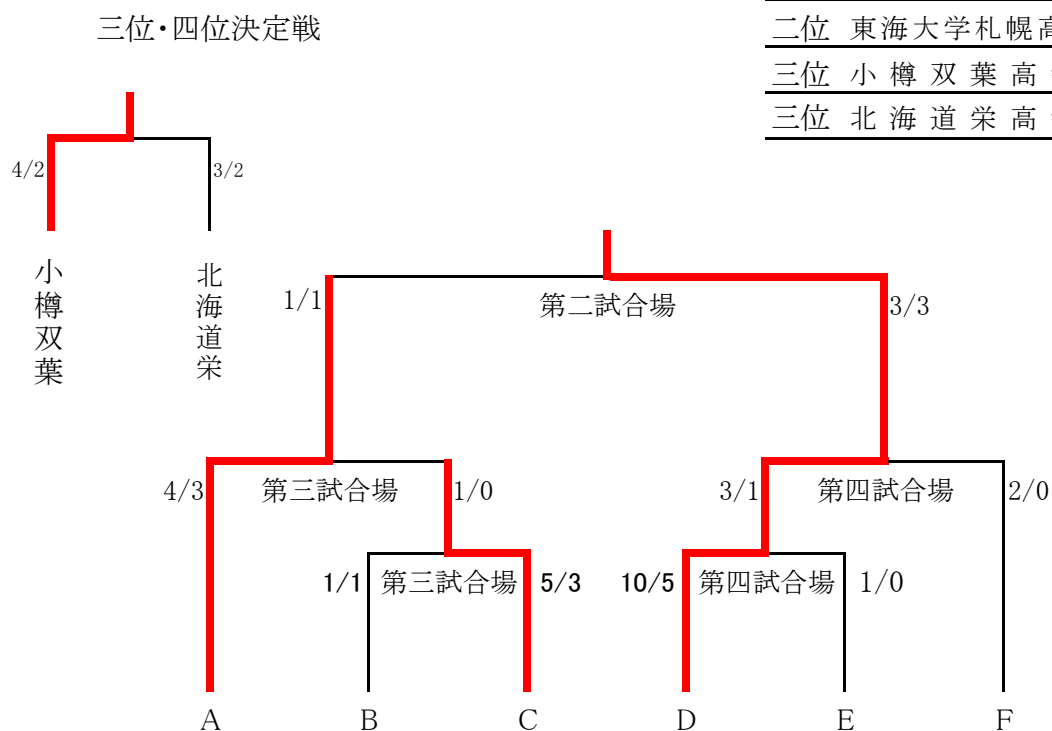 三位・四位決定戦
二位 東海大学札幌高
三位 小樽双葉高
三位 北海道栄高
4/2
3/2
小樽双葉
北海道栄
1/1
第二試合場
3/3
4/3
第三試合場
1/0
3/1
第四試合場
2/0
1/1
第三試合場
5/3
10/5
第四試合場
1/0
A
B
C
D
E
F